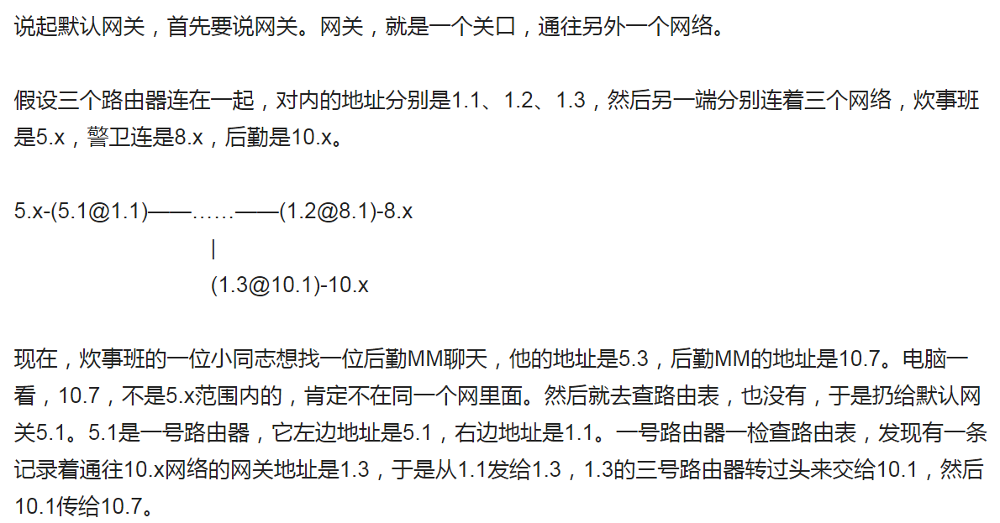 说起默认网关，首先要说网关。网关，就是一个关口，通往另外一个网络。
假设三个路由器连在一起，对内的地址分别是1.1、1.2、1.3，然后另一端分别连着三个网络，炊事班
是5.x，警卫连是8.x，后勤是10.x。
5.x-(5.1@1.1)——……——(1.2@8.1)-8.x
|
(1.3@10.1)-10.x
现在，炊事班的一位小同志想找一位后勤MM聊天，他的地址是5.3，后勤MM的地址是10.7。电脑一
看，10.7，不是5.x范围内的，肯定不在同一个网里面。然后就去查路由表，也没有，于是扔给默认网
关5.1。5.1是一号路由器，它左边地址是5.1，右边地址是1.1。一号路由器一检查路由表，发现有一条
记录着通往10.x网络的网关地址是1.3，于是从1.1发给1.3，1.3的三号路由器转过头来交给10.1，然后
10.1传给10.7。